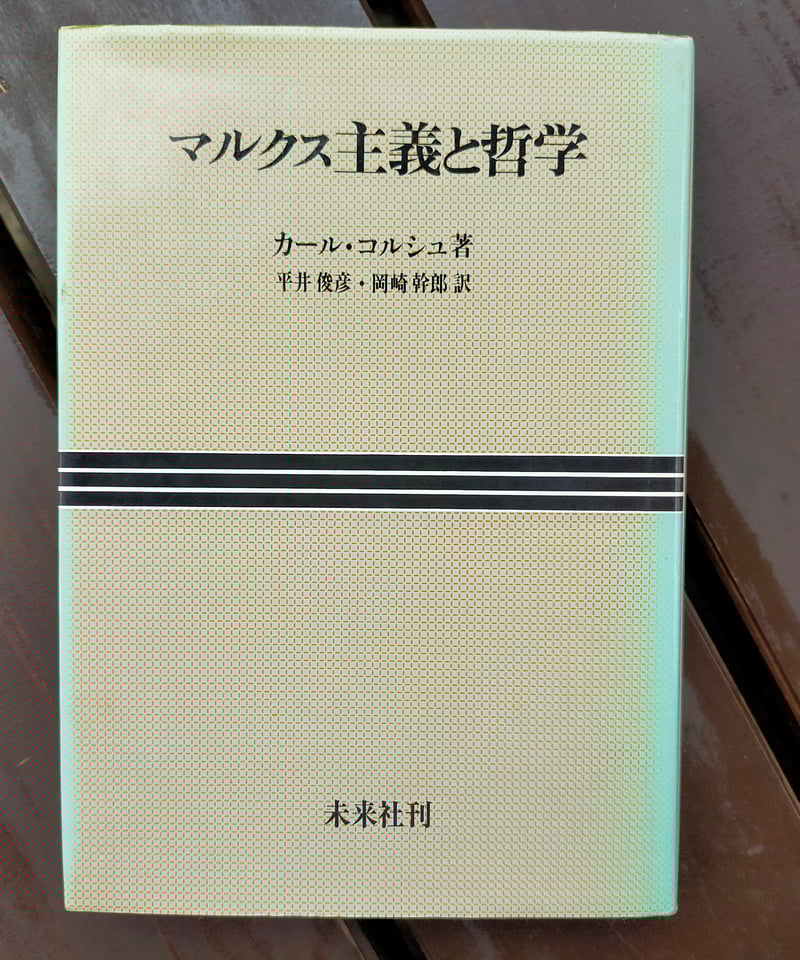 マルクス主義と哲学
カール・コルシュ著
平井俊彦・岡崎幹郎訳
未来社刊